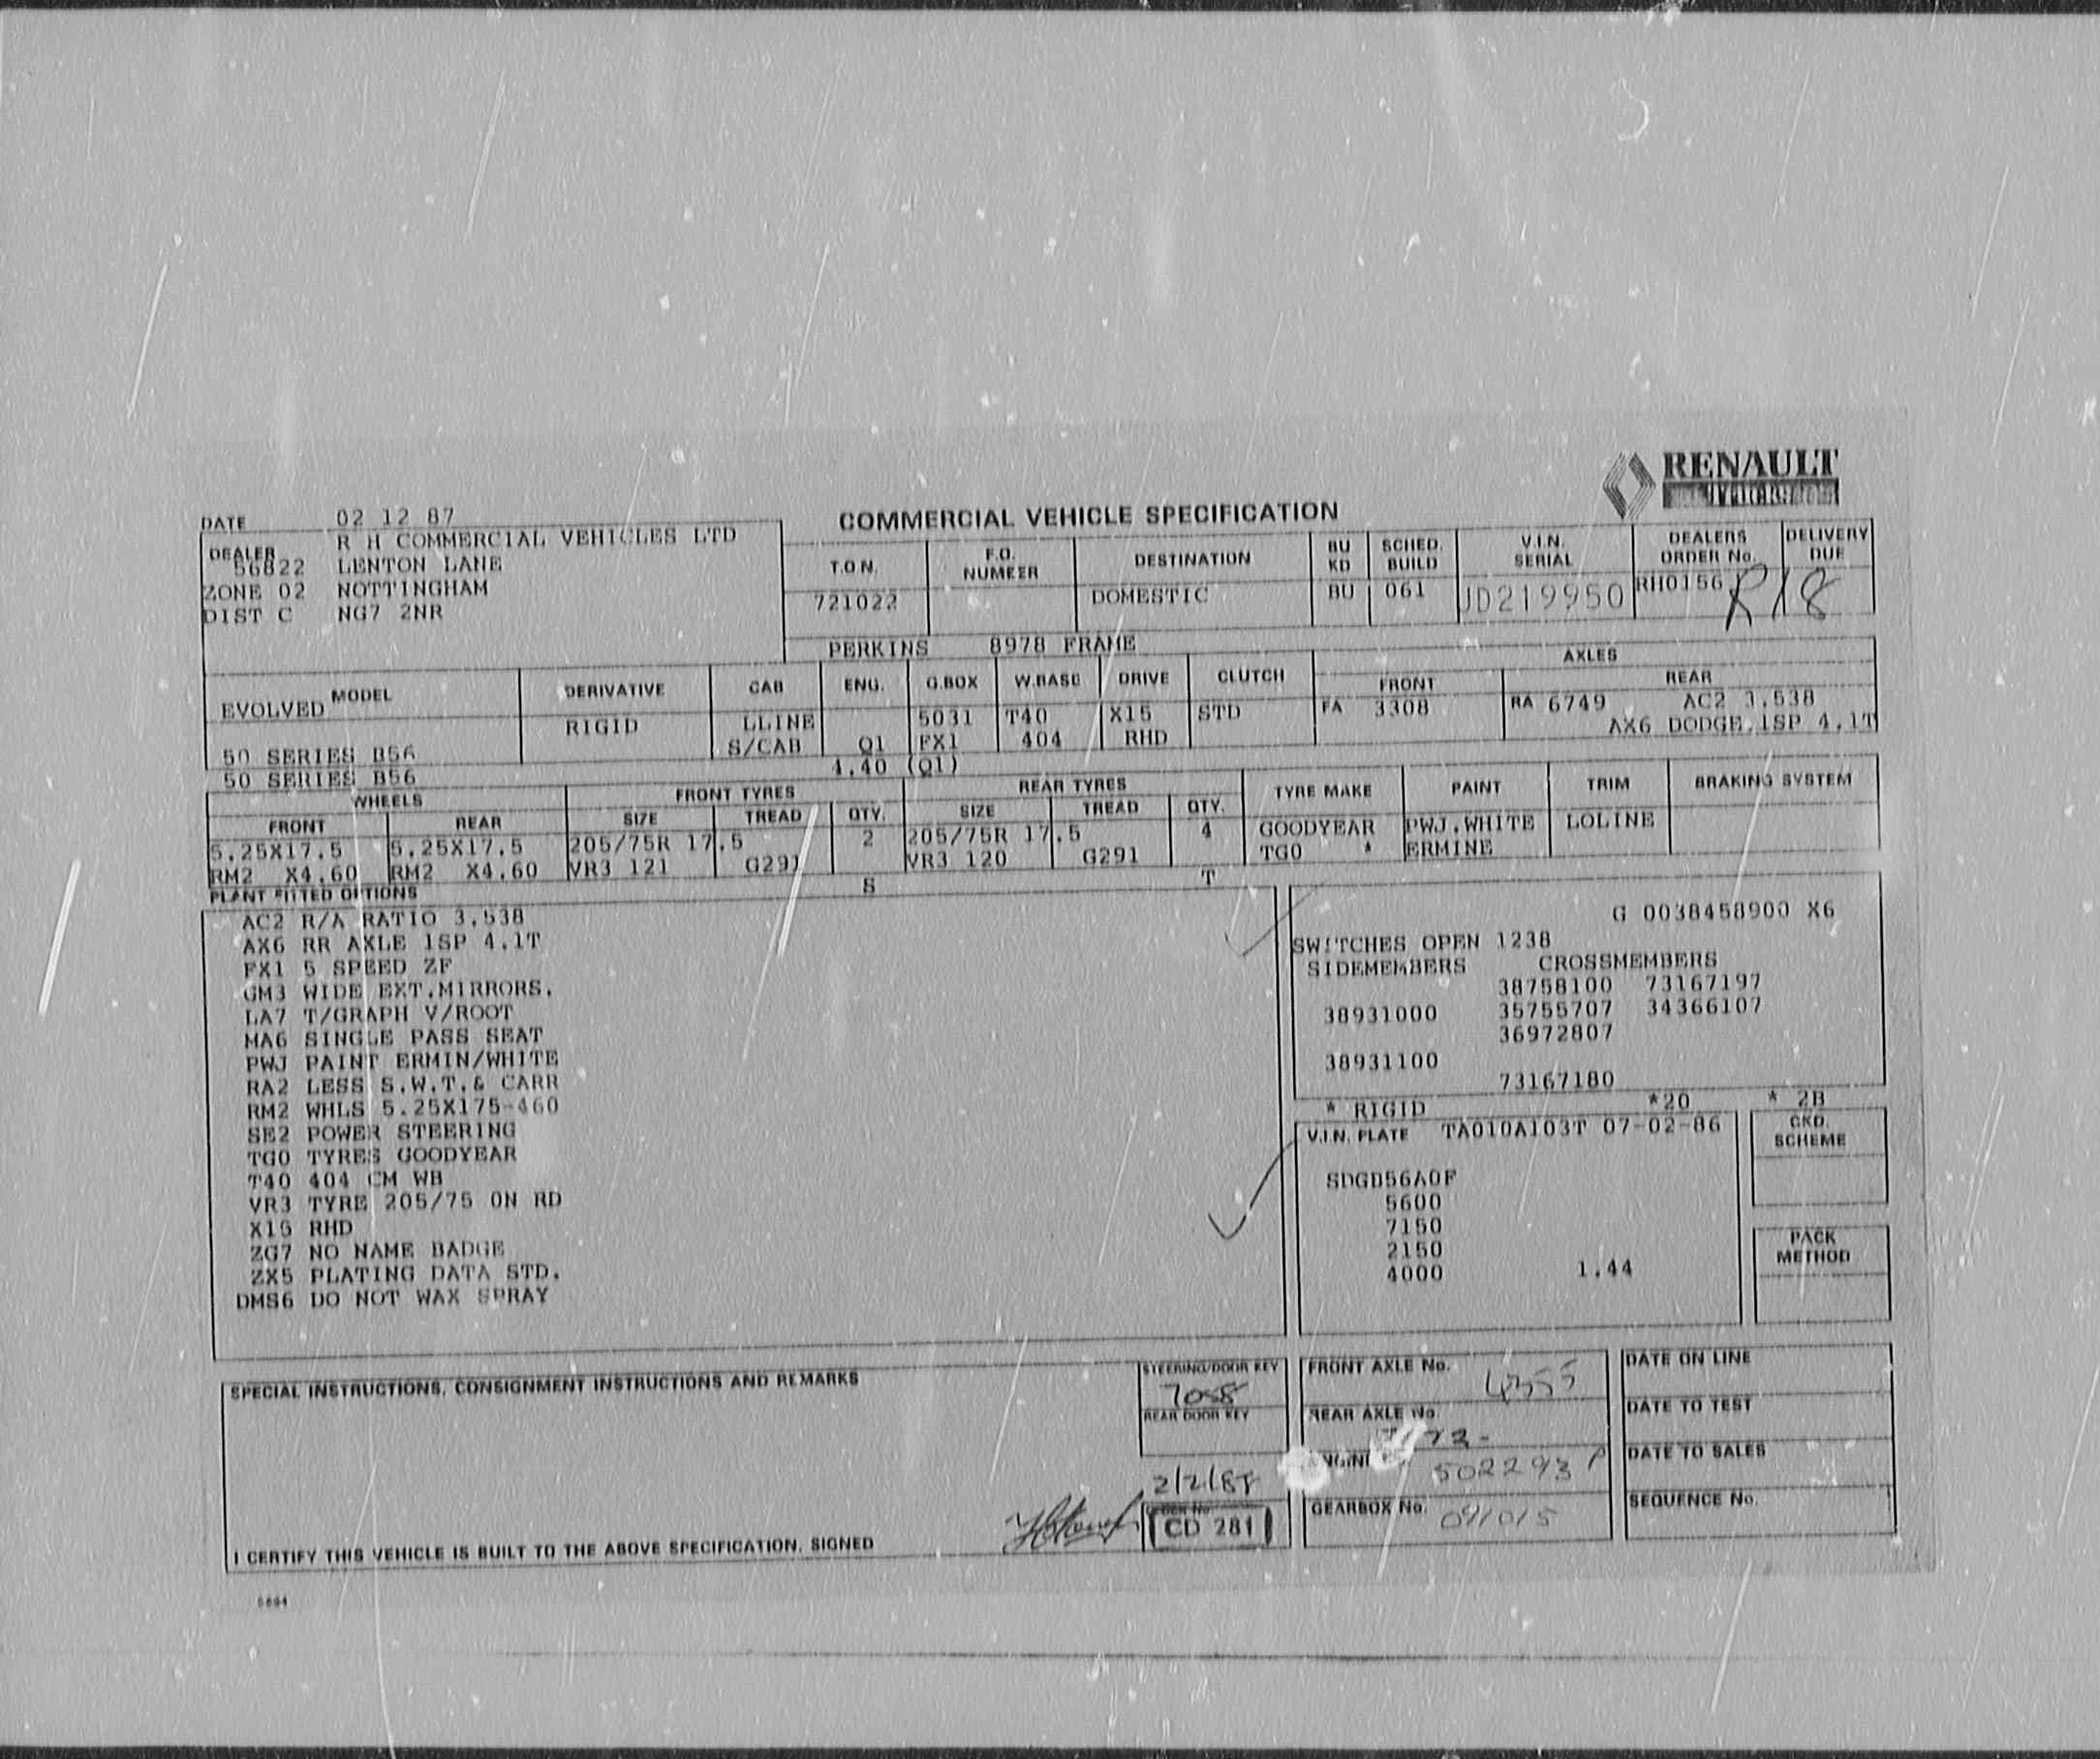 RENAULT
DATE 02 12 87
COMMERCIAL VEHICLE SPECIFICATION
DEALER R H COMMERCIAL VEHICLES LTD
56822 LENTON LANE
ZONE 02 NOTTINGHAM
DIST C NG7 2NR
T.O.N. F.O. NUMBER DESTINATION BU KD SCHED. BUILD V.I.N. SERIAL DEALERS ORDER No. DELIVERY DUE
721022 DOMESTIC BU 061 JD219950 RH0156 R18
PERKINS 8978 FRAME
AXLES
MODEL DERIVATIVE CAB ENG. G.BOX W.BASE DRIVE CLUTCH FRONT REAR
EVOLVED RIGID LLINE 5031 T40 X15 STD FA 3308 RA 6749 AC2 3.538
50 SERIES B56 S/CAB Q1 FX1 404 RHD AX6 DODGE 1SP 4.1T
50 SERIES B56 4.40 (Q1)
WHEELS FRONT TYRES REAR TYRES TYRE MAKE PAINT TRIM BRAKING SYSTEM
FRONT REAR SIZE TREAD QTY. SIZE TREAD QTY.
5.25X17.5 5.25X17.5 205/75R 17.5 2 205/75R 17.5 4 GOODYEAR PWJ.WHITE LOLINE
RM2 X4.60 RM2 X4.60 VR3 121 G291 VR3 120 G291 TG0 * ERMINE
S T
PLANT FITTED OPTIONS
AC2 R/A RATIO 3.538
AX6 RR AXLE 1SP 4.1T
FX1 5 SPEED ZF
GM3 WIDE EXT.MIRRORS.
LA7 T/GRAPH V/ROOT
MA6 SINGLE PASS SEAT
PWJ PAINT ERMIN/WHITE
RA2 LESS S.W.T.& CARR
RM2 WHLS 5.25X175-460
SE2 POWER STEERING
TG0 TYRES GOODYEAR
T40 404 CM WB
VR3 TYRE 205/75 ON RD
X15 RHD
ZG7 NO NAME BADGE
ZX5 PLATING DATA STD.
DMS6 DO NOT WAX SPRAY
G 0038458900 X6
SWITCHES OPEN 1238
SIDEMEMBERS CROSSMEMBERS
38758100 73167197
38931000 35755707 34366107
36972807
38931100
73167180
* RIGID *20 * 2B
V.I.N. PLATE TA010A103T 07-02-86
SDGD56A0F
5600
7150
2150
4000 1.44
CKD. SCHEME
PACK METHOD
SPECIAL INSTRUCTIONS, CONSIGNMENT INSTRUCTIONS AND REMARKS
STEERING/DOOR KEY
7058
REAR DOOR KEY
2/2/88
CD 281
FRONT AXLE No. 4355
REAR AXLE No.
502293 P
GEARBOX No. 091015
DATE ON LINE
DATE TO TEST
DATE TO SALES
SEQUENCE No.
I CERTIFY THIS VEHICLE IS BUILT TO THE ABOVE SPECIFICATION. SIGNED